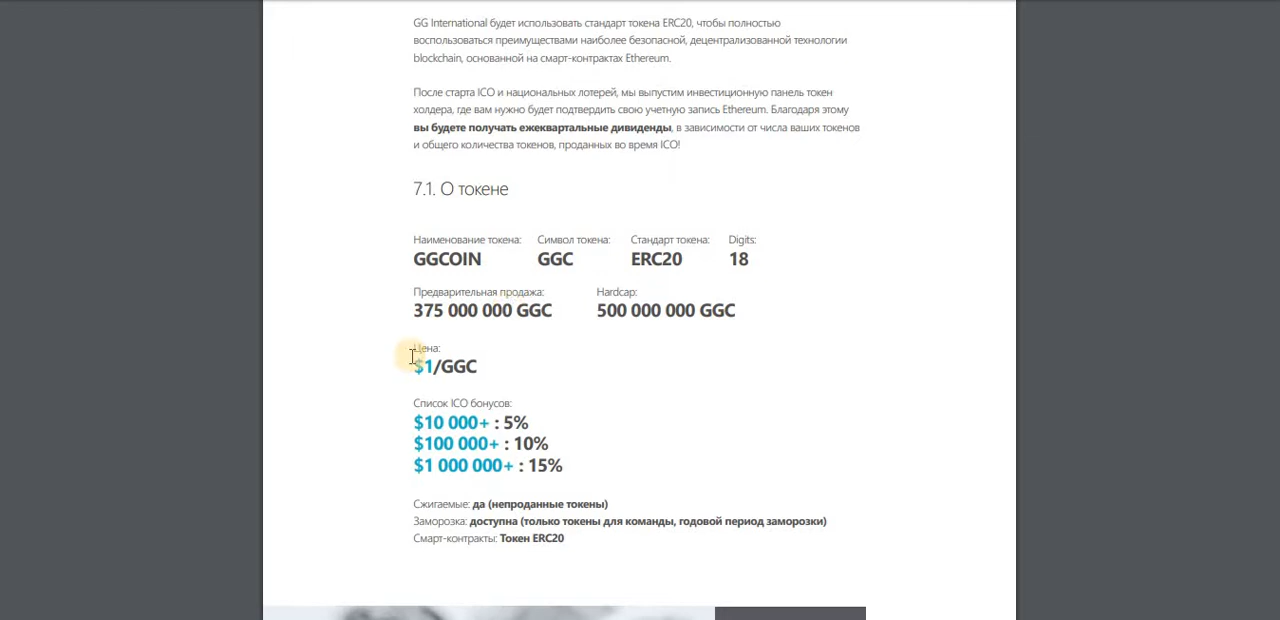 GG International будет использовать стандарт токена ERC20, чтобы полностью
воспользоваться преимуществами наиболее безопасной, децентрализованной технологии
blockchain, основанной на смарт-контрактах Ethereum.
После старта ICO и национальных лотерей, мы выпустим инвестиционную панель токен
холдера, где вам нужно будет подтвердить свою учетную запись Ethereum. Благодаря этому
вы будете получать ежеквартальные дивиденды, в зависимости от числа ваших токенов
и общего количества токенов, проданных во время ICO!
7.1. О токене
Наименование токена: Символ токена: Стандарт токена: Digits:
GGCOIN GGC ERC20 18
Предварительная продажа: Hardcap:
375 000 000 GGC 500 000 000 GGC
Цена:
$1/GGC
Список ICO бонусов:
$10 000+ : 5%
$100 000+ : 10%
$1 000 000+ : 15%
Сжигаемые: да (непроданные токены)
Заморозка: доступна (только токены для команды, годовой период заморозки)
Смарт-контракты: Токен ERC20